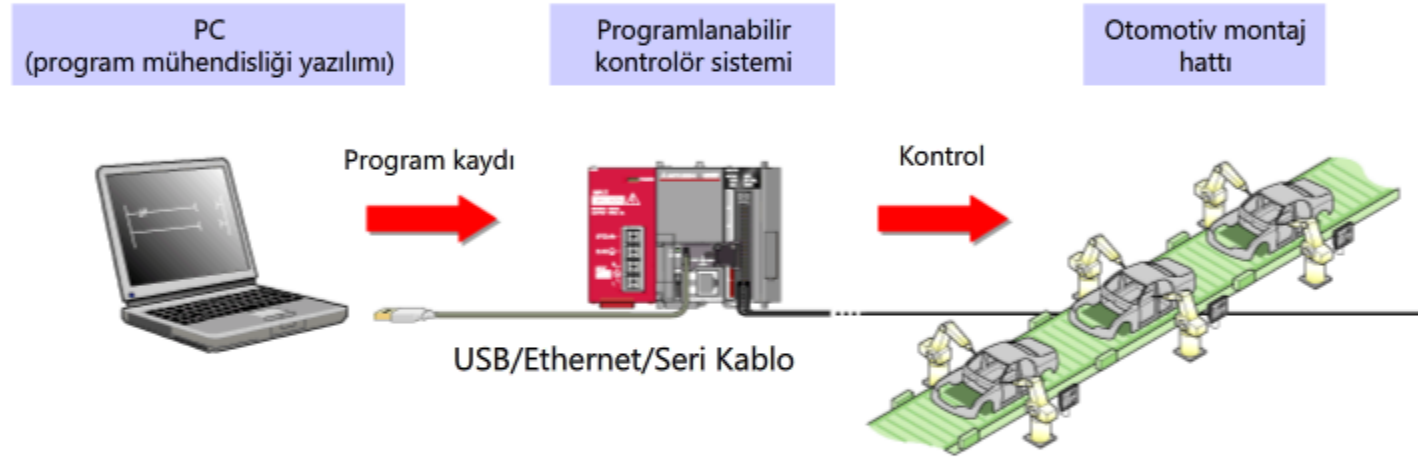 PC
(program mühendisliği yazılımı)
Programlanabilir
kontrolör sistemi
Otomotiv montaj
hattı
Program kaydı
Kontrol
USB/Ethernet/Seri Kablo